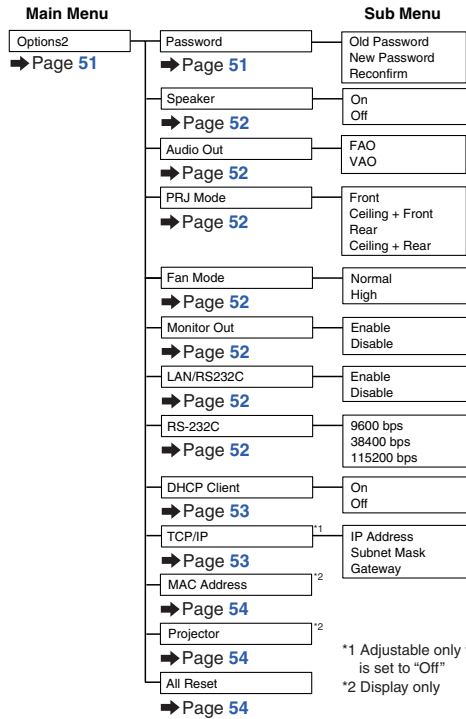 Main Menu
Sub Menu
Options2
➡Page 51
Password
➡Page 51
Old Password
New Password
Reconfirm
Speaker
➡Page 52
On
Off
Audio Out
➡Page 52
FAO
VAO
PRJ Mode
➡Page 52
Front
Ceiling + Front
Rear
Ceiling + Rear
Fan Mode
➡Page 52
Normal
High
Monitor Out
➡Page 52
Enable
Disable
LAN/RS232C
➡Page 52
Enable
Disable
RS-232C
➡Page 52
9600 bps
38400 bps
115200 bps
DHCP Client
➡Page 53
On
Off
TCP/IP *1
➡Page 53
IP Address
Subnet Mask
Gateway
MAC Address *2
➡Page 54
Projector *2
➡Page 54
All Reset
➡Page 54
*1 Adjustable only
is set to “Off”
*2 Display only